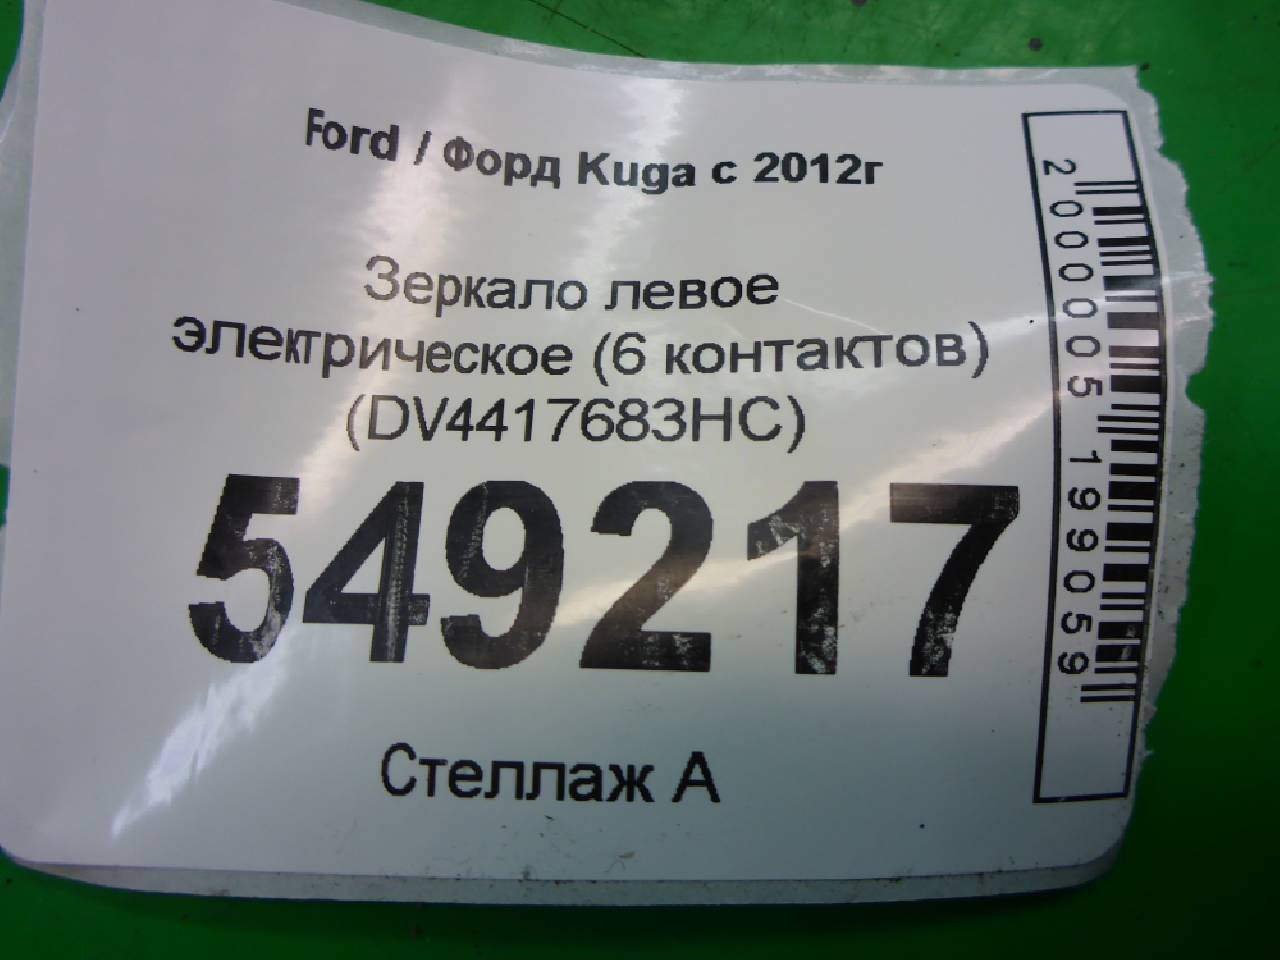 Ford / Форд Kuga с 2012г
Зеркало левое
электрическое (6 контактов)
(DV4417683HC)
549217
Стеллаж А
2000005199059